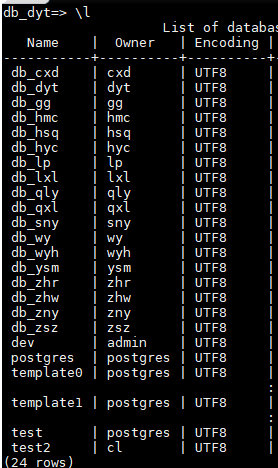 db_dyt=> \l
List of databas
Name | Owner | Encoding |
-----------+----------+----------+-
db_cxd | cxd | UTF8 |
db_dyt | dyt | UTF8 |
db_gg | gg | UTF8 |
db_hmc | hmc | UTF8 |
db_hsq | hsq | UTF8 |
db_hyc | hyc | UTF8 |
db_lp | lp | UTF8 |
db_lxl | lxl | UTF8 |
db_qly | qly | UTF8 |
db_qxl | qxl | UTF8 |
db_sny | sny | UTF8 |
db_wy | wy | UTF8 |
db_wyh | wyh | UTF8 |
db_ysm | ysm | UTF8 |
db_zhr | zhr | UTF8 |
db_zhw | zhw | UTF8 |
db_zny | zny | UTF8 |
db_zsz | zsz | UTF8 |
dev | admin | UTF8 |
postgres | postgres | UTF8 |
template0 | postgres | UTF8 |
:
template1 | postgres | UTF8 |
:
test | postgres | UTF8 |
test2 | cl | UTF8 |
(24 rows)